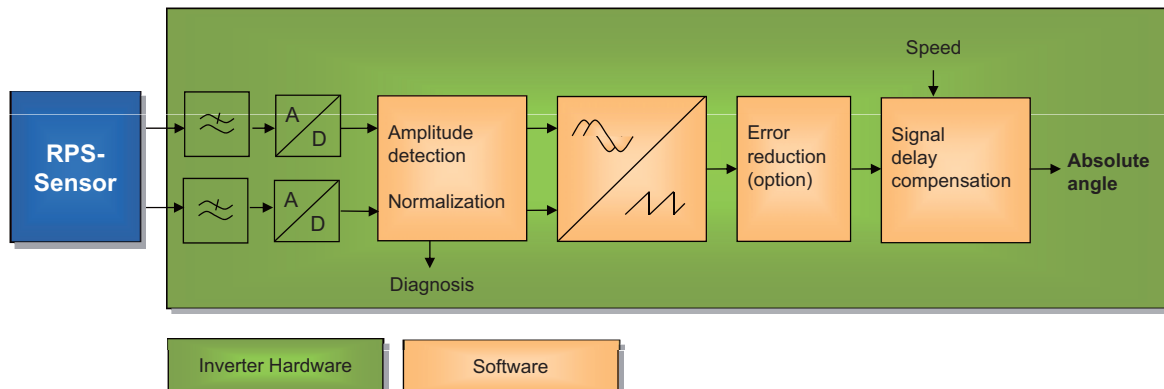 RPS-
Sensor
A
D
A
D
Amplitude
detection
Normalization
Diagnosis
Error
reduction
(option)
Speed
Signal
delay
compensation
Absolute
angle
Inverter Hardware
Software